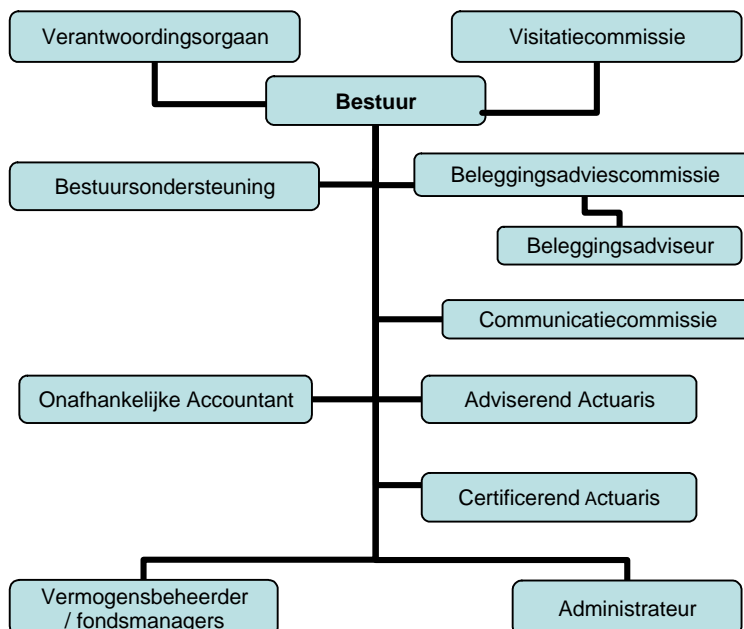 Verantwoordingsorgaan
Visitatiecommissie
Bestuur
Bestuursondersteuning
Beleggingsadviescommissie
Beleggingsadviseur
Communicatiecommissie
Onafhankelijke Accountant
Adviserend Actuaris
Certificerend Actuaris
Vermogensbeheerder
/ fondsmanagers
Administrateur